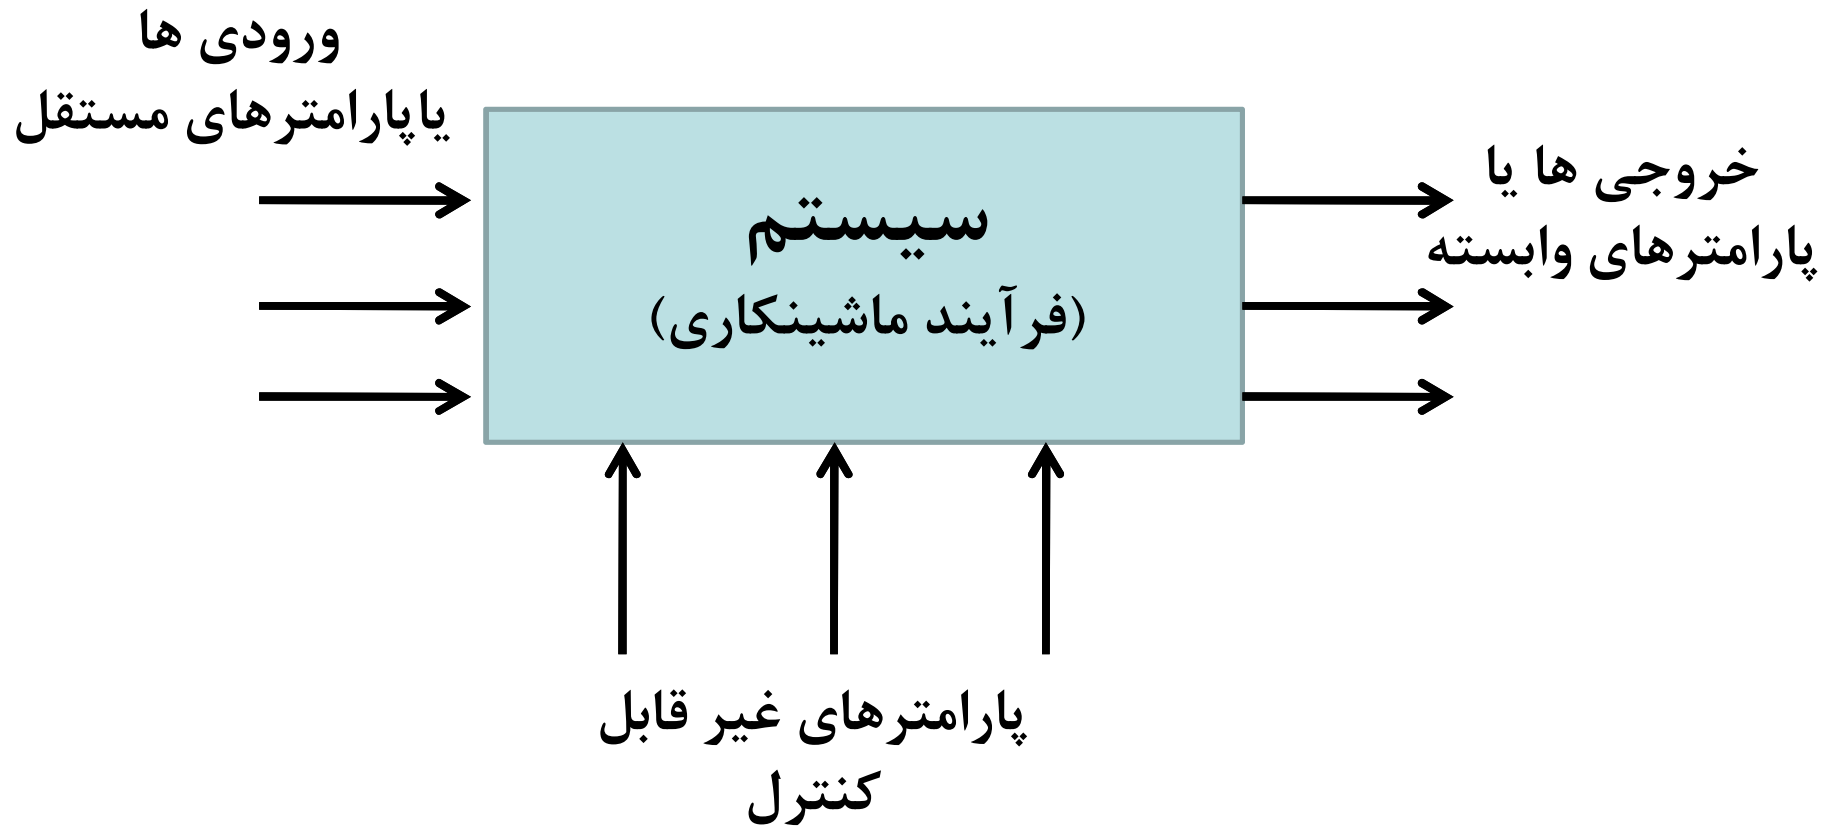 ورودی ها
یاپارامترهای مستقل
سیستم
(فرآیند ماشینکاری)
خروجی ها یا
پارامترهای وابسته
پارامترهای غیر قابل
کنترل